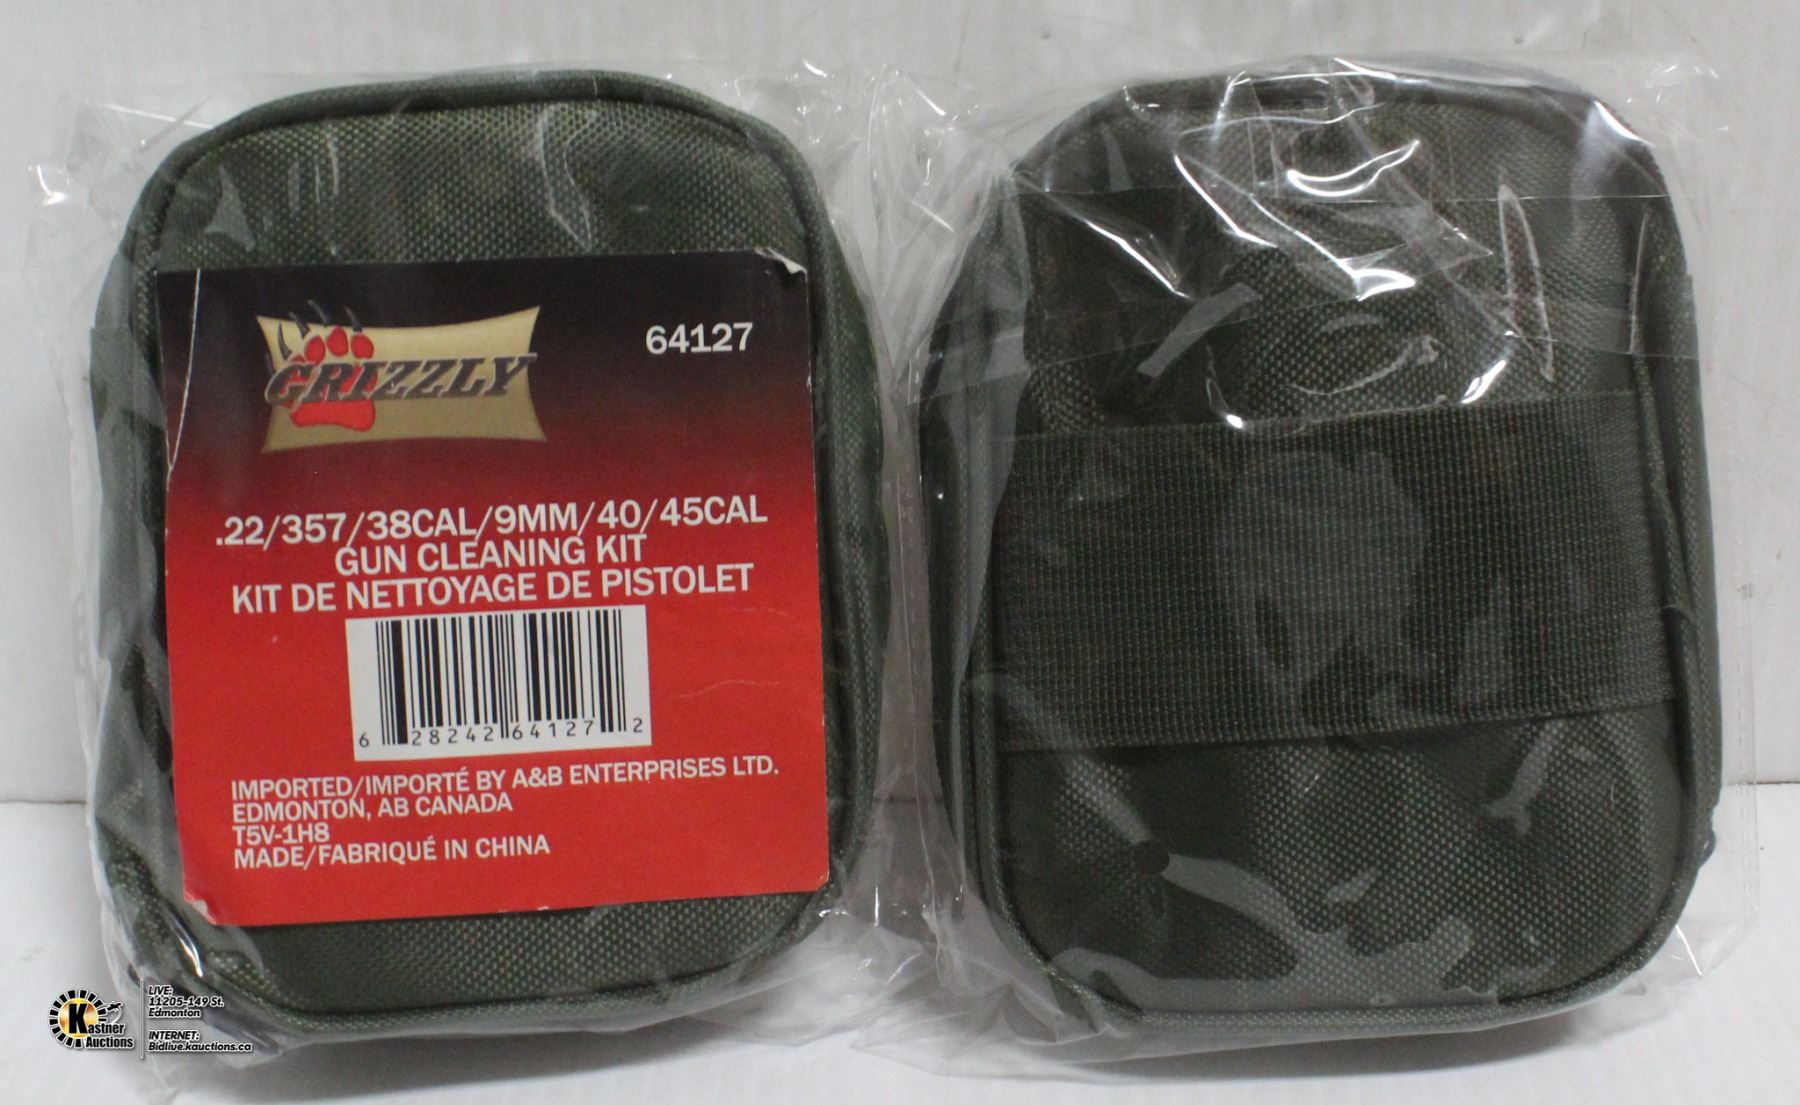 GRIZZLY
64127
.22/357/38CAL/9MM/40/45CAL
GUN CLEANING KIT
KIT DE NETTOYAGE DE PISTOLET
6 28242 64127 2
IMPORTED/IMPORTÉ BY A&B ENTERPRISES LTD.
EDMONTON, AB CANADA
T5V-1H8
MADE/FABRIQUÉ IN CHINA
Kastner
Auctions
LIVE:
11205-149 St.
Edmonton
INTERNET:
Bidlive.kauctions.ca